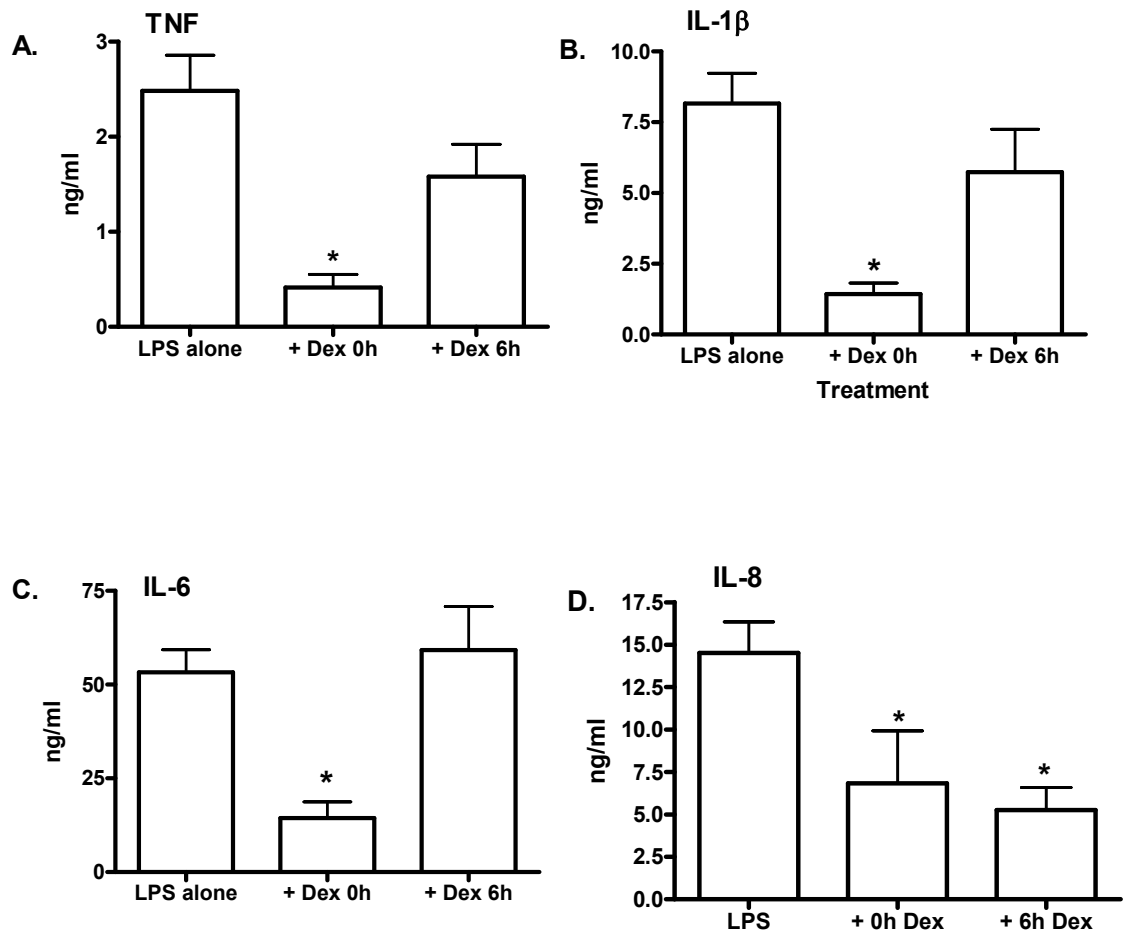 A.
TNF
3
2
1
0
ng/ml
*
LPS alone + Dex 0h + Dex 6h
B.
IL-1β
10.0
7.5
5.0
2.5
0.0
ng/ml
*
LPS alone + Dex 0h + Dex 6h
Treatment
C.
IL-6
75
50
25
0
ng/ml
*
LPS alone + Dex 0h + Dex 6h
D.
IL-8
17.5
15.0
12.5
10.0
7.5
5.0
2.5
0.0
ng/ml
*
*
LPS + 0h Dex + 6h Dex